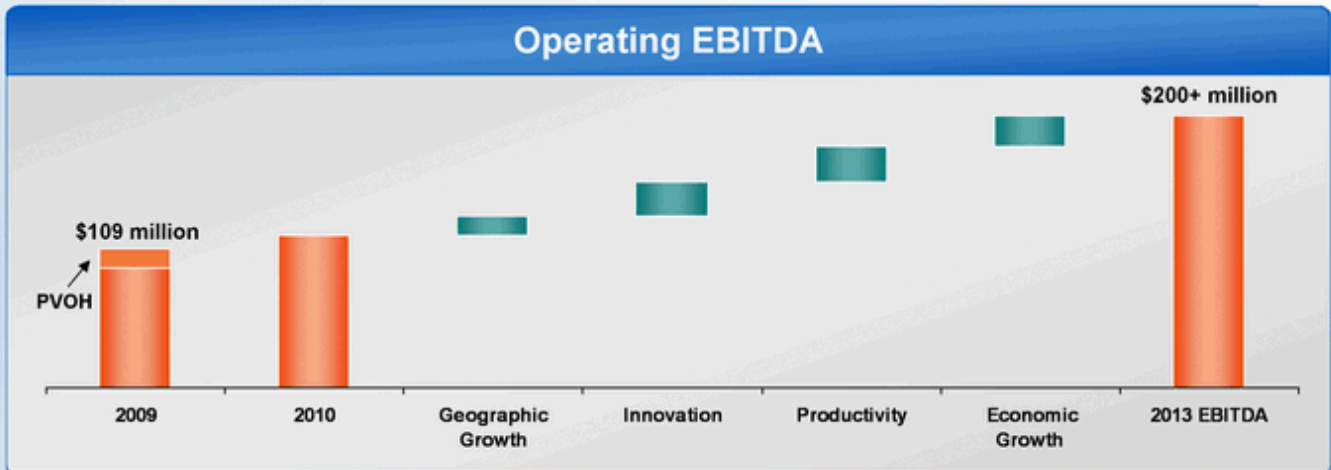 Operating EBITDA
$200+ million
$109 million
PVOH
2009
2010
Geographic
Growth
Innovation
Productivity
Economic
Growth
2013 EBITDA